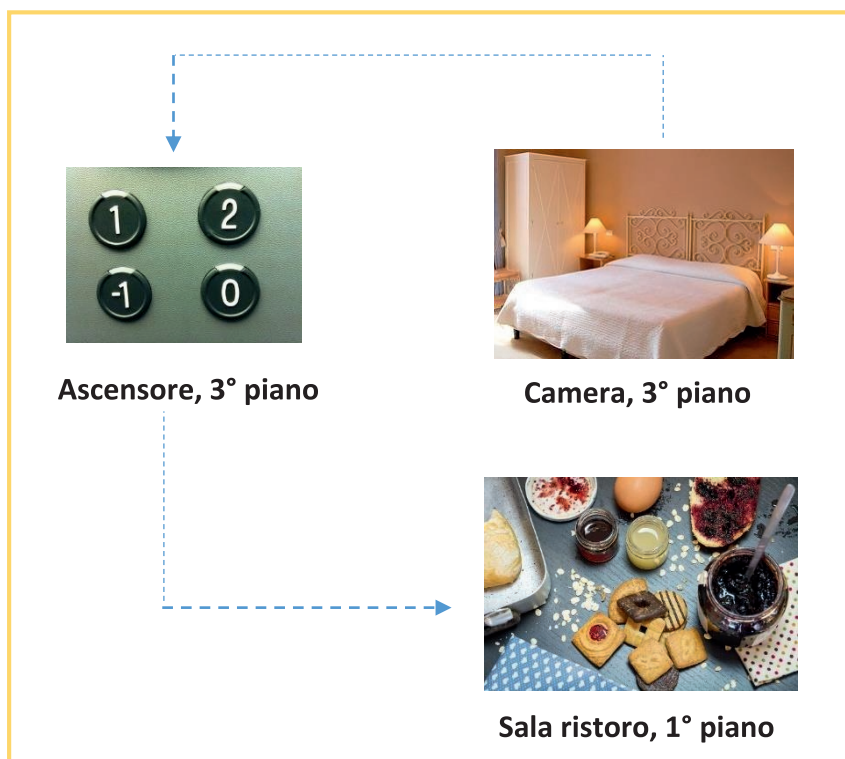 1 2
-1 0
Ascensore, 3° piano
Camera, 3° piano
Sala ristoro, 1° piano